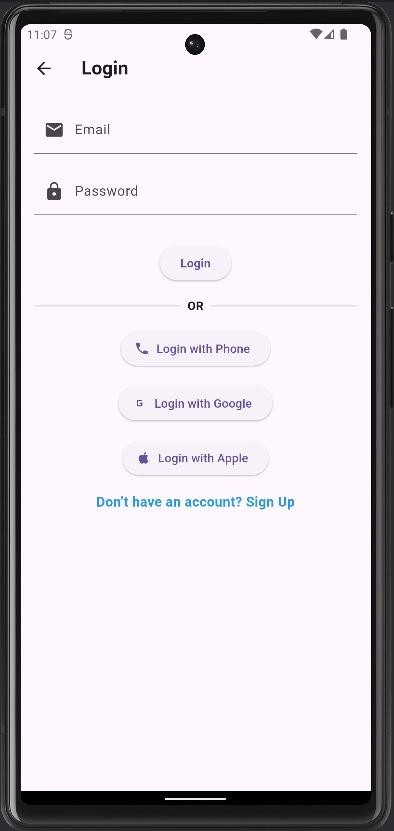 11:07
Login
Email
Password
Login
OR
Login with Phone
G Login with Google
Login with Apple
Don't have an account? Sign Up